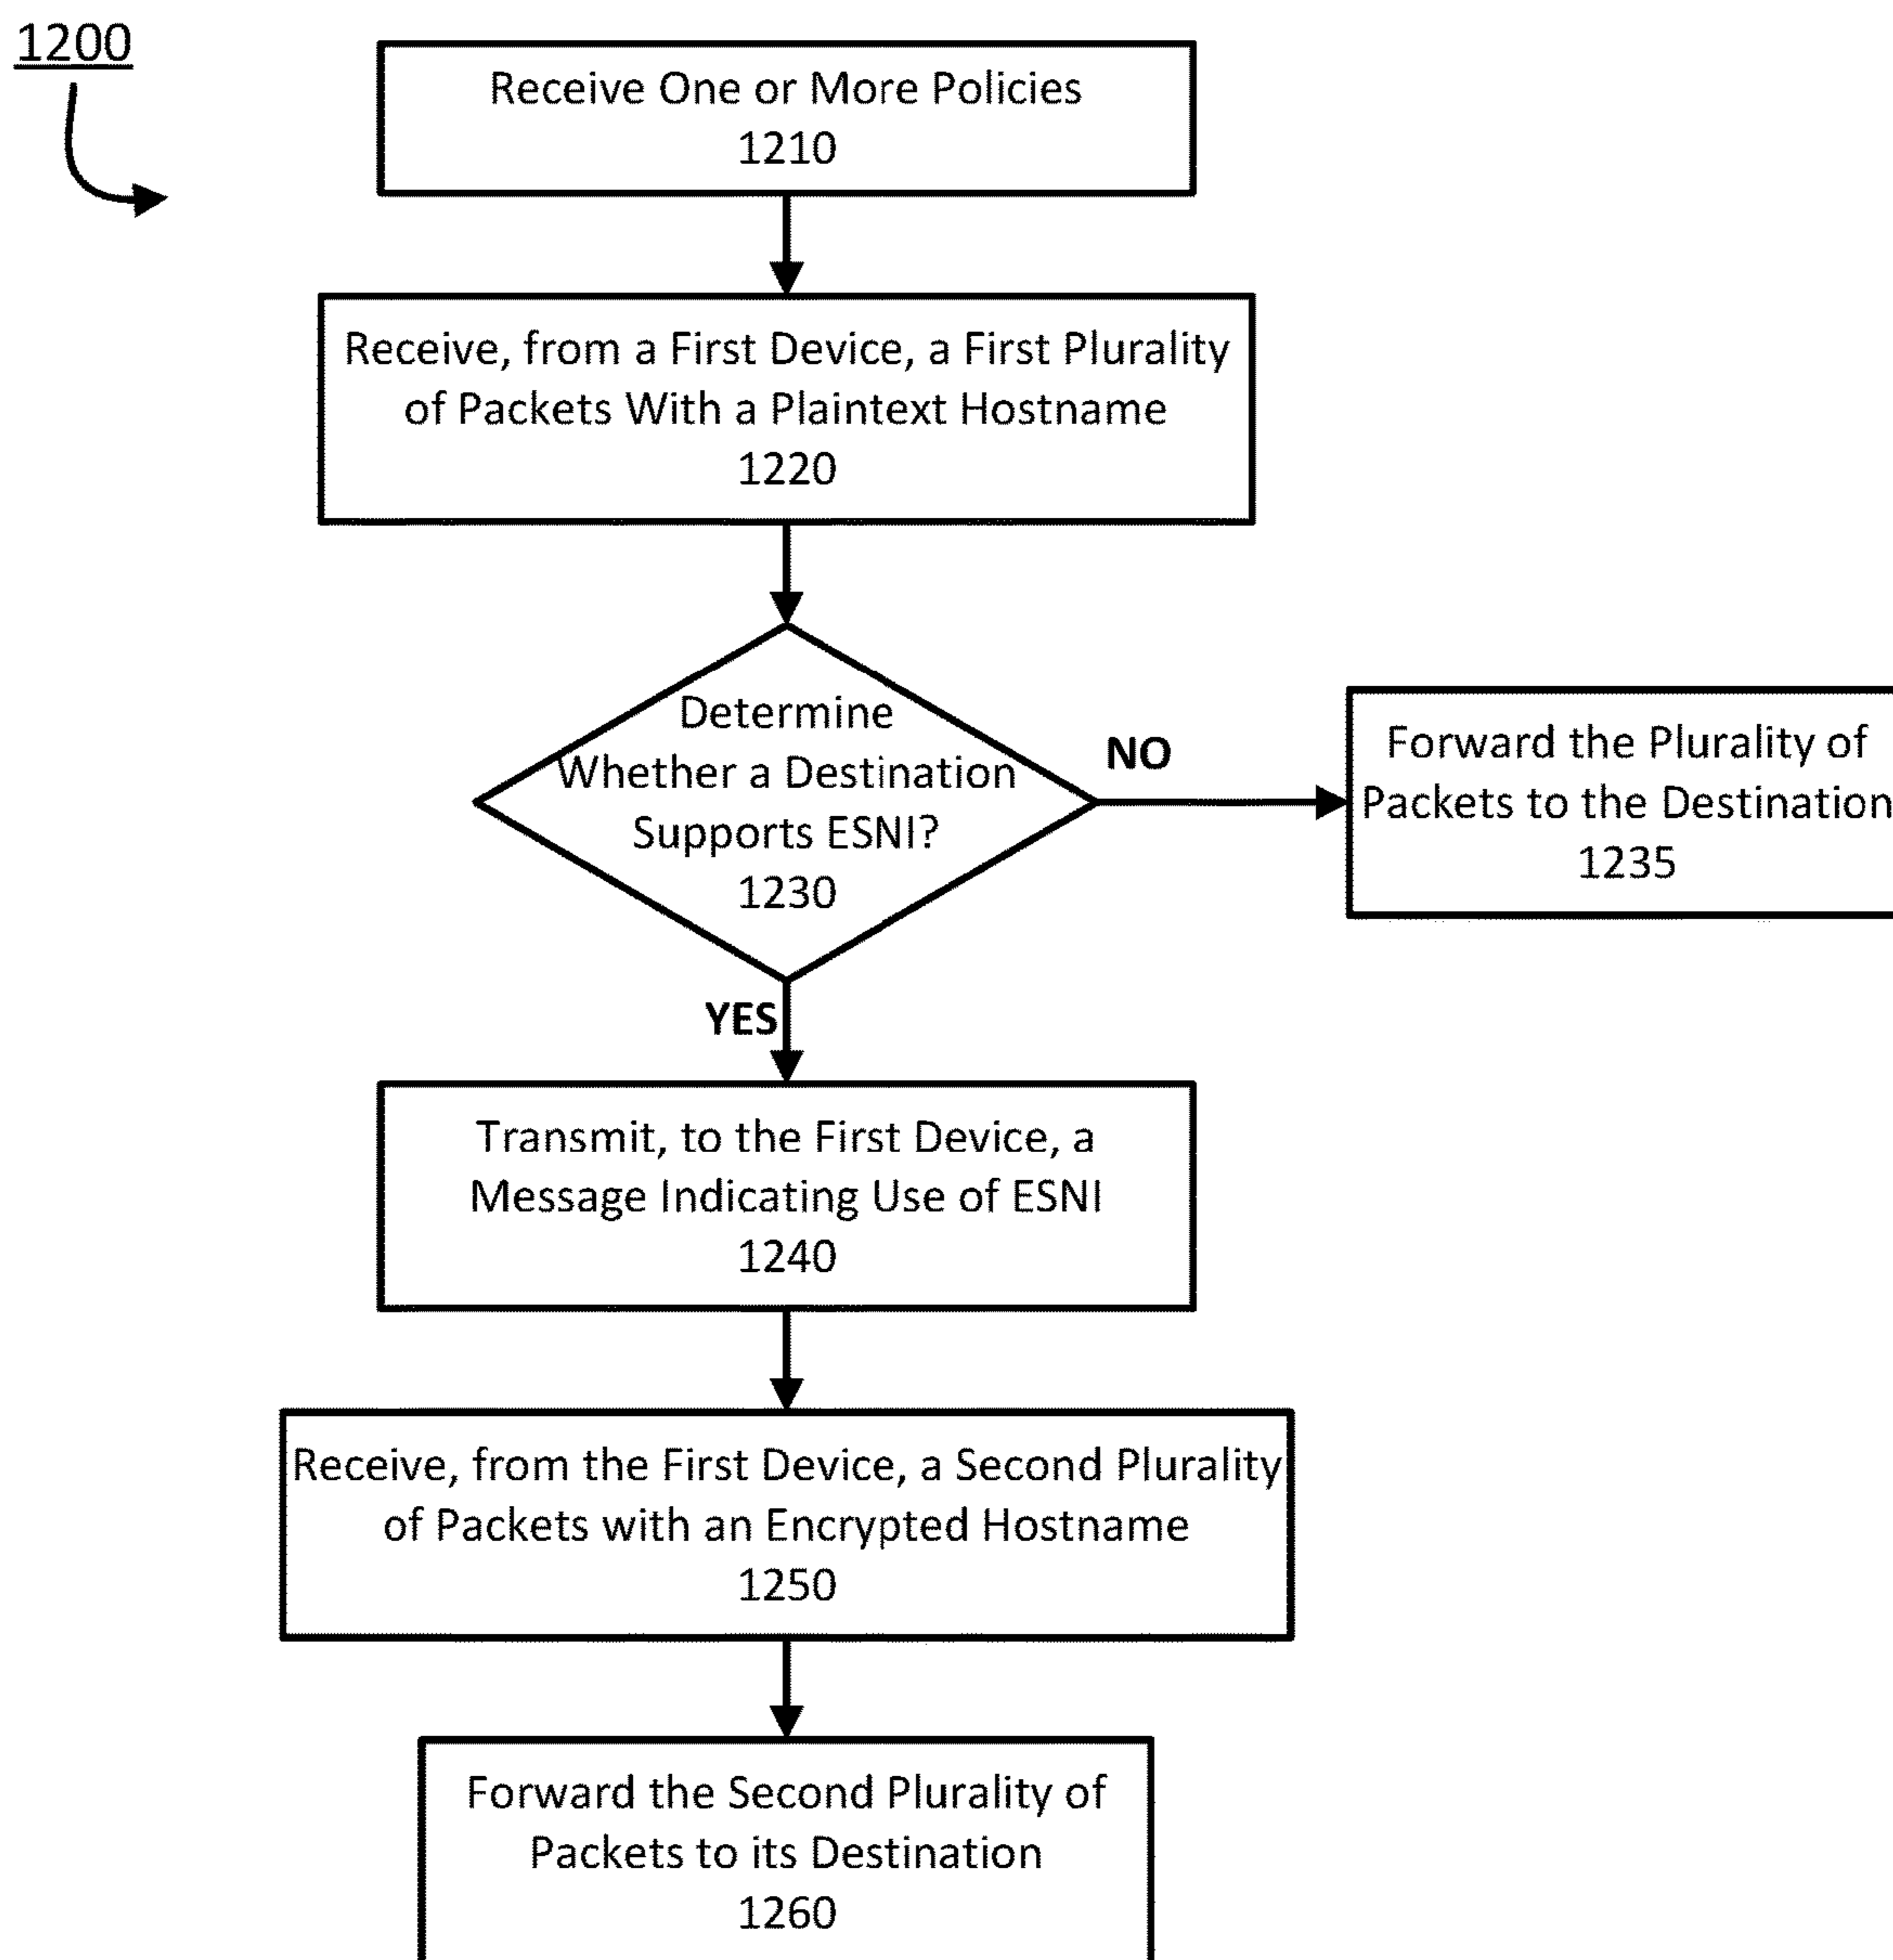 1200
Receive One or More Policies
1210
Receive, from a First Device, a First Plurality
of Packets With a Plaintext Hostname
1220
Determine
Whether a Destination
Supports ESNI?
1230
NO
Forward the Plurality of
Packets to the Destination
1235
YES
Transmit, to the First Device, a
Message Indicating Use of ESNI
1240
Receive, from the First Device, a Second Plurality
of Packets with an Encrypted Hostname
1250
Forward the Second Plurality of
Packets to its Destination
1260